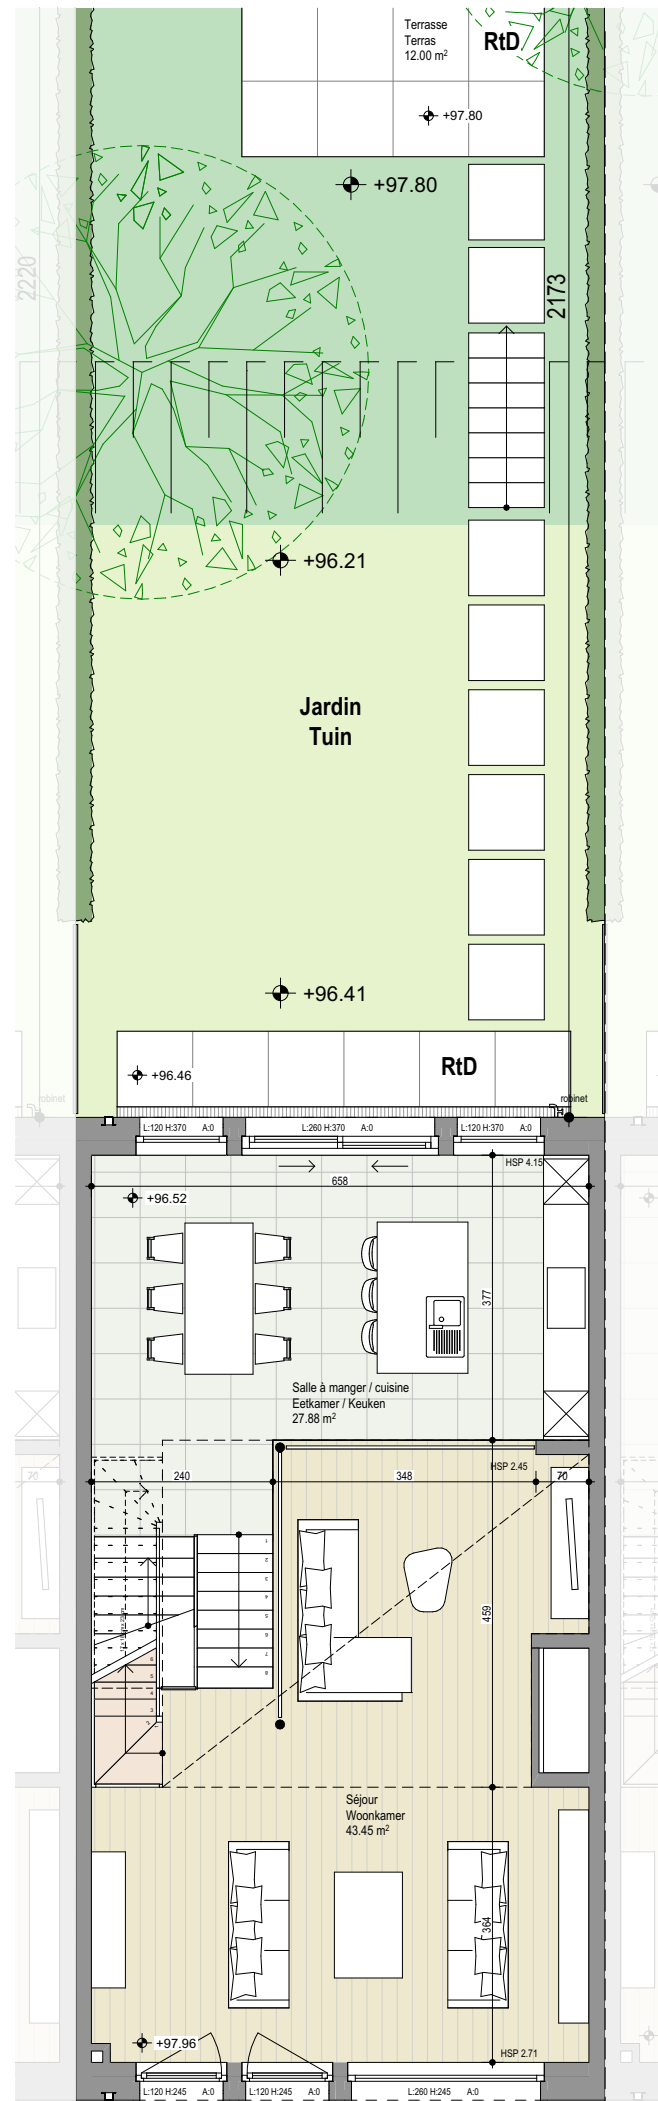 Terrasse
Terras
12.00 m²
RtD
+97.80
+97.80
2220
2173
+96.21
Jardin
Tuin
+96.41
RtD
+96.46
robinet
robinet
L:120 H:370 A:0
L:260 H:370 A:0
L:120 H:370 A:0
HSP 4.15
658
+96.52
377
Salle à manger / cuisine
Eetkamer / Keuken
27.88 m²
HSP 2.45
70
240
348
70
459
Séjour
Woonkamer
43.45 m²
364
+97.96
HSP 2.71
L:120 H:245 A:0
L:120 H:245 A:0
L:260 H:245 A:0